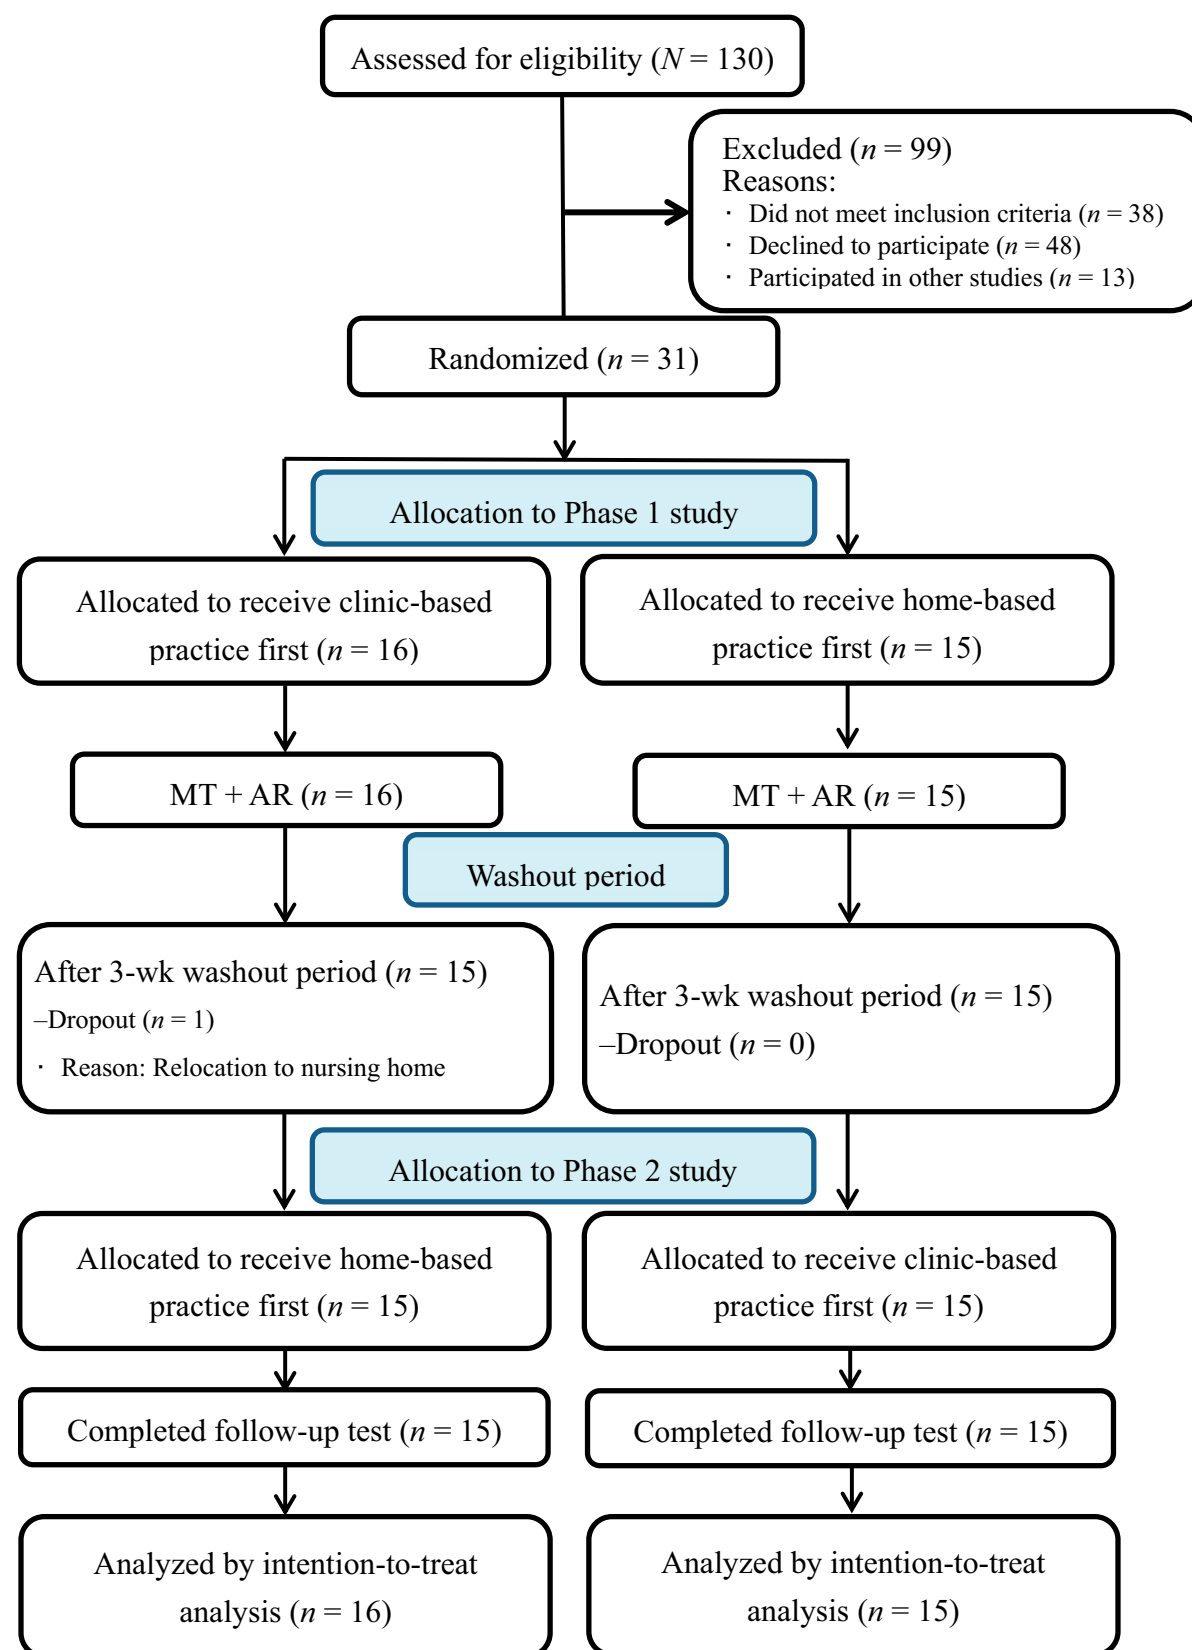 Assessed for eligibility (N = 130)
Excluded (n = 99)
Reasons:
· Did not meet inclusion criteria (n = 38)
· Declined to participate (n = 48)
· Participated in other studies (n = 13)
Randomized (n = 31)
Allocation to Phase 1 study
Allocated to receive clinic-based
practice first (n = 16)
Allocated to receive home-based
practice first (n = 15)
MT + AR (n = 16)
MT + AR (n = 15)
Washout period
After 3-wk washout period (n = 15)
–Dropout (n = 1)
· Reason: Relocation to nursing home
After 3-wk washout period (n = 15)
–Dropout (n = 0)
Allocation to Phase 2 study
Allocated to receive home-based
practice first (n = 15)
Allocated to receive clinic-based
practice first (n = 15)
Completed follow-up test (n = 15)
Completed follow-up test (n = 15)
Analyzed by intention-to-treat
analysis (n = 16)
Analyzed by intention-to-treat
analysis (n = 15)